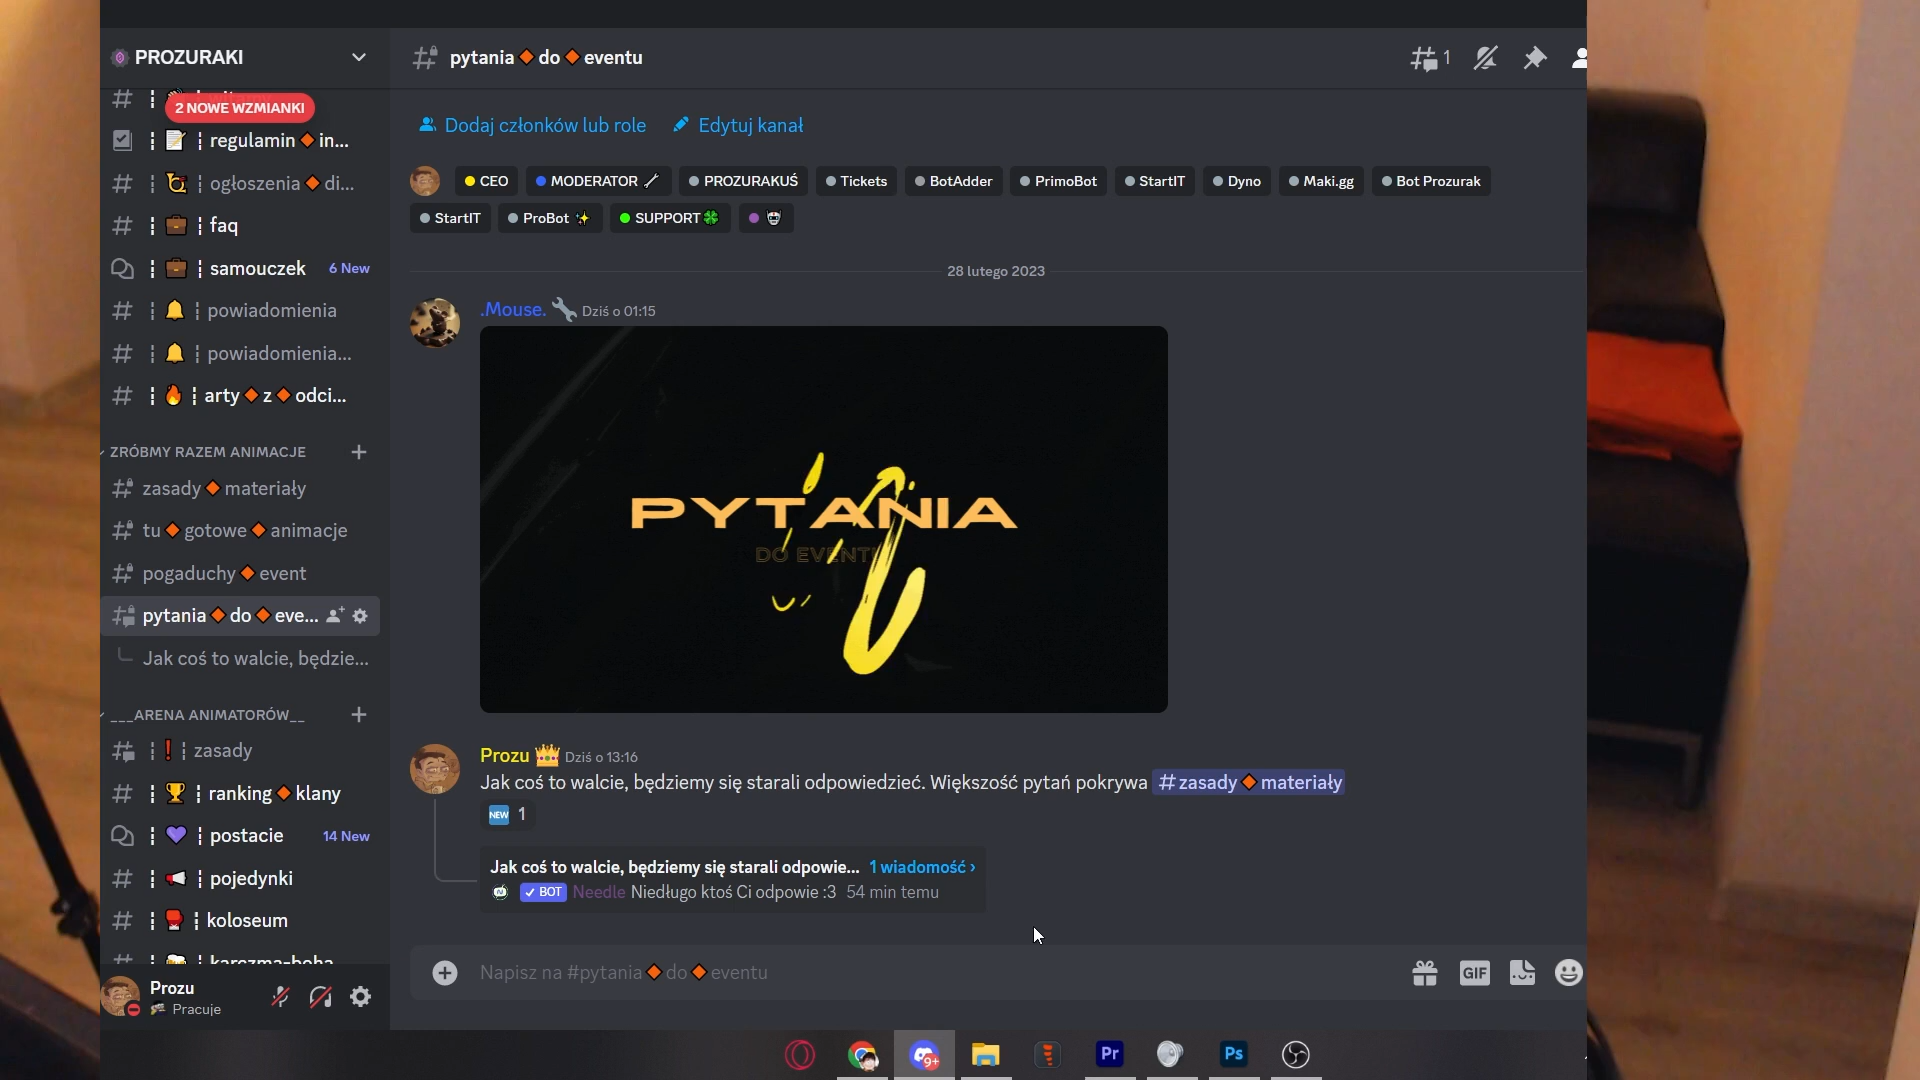 PROZURAKI
2 NOWE WZMIANKI
regulamin in...
ogłoszenia di...
faq
samouczek 6 New
powiadomienia
powiadomienia...
arty z odci...
ZRÓBMY RAZEM ANIMACJE
zasady materiały
tu gotowe animacje
pogaduchy event
pytania do eve...
Jak coś to walcie, będzie...
___ARENA ANIMATORÓW__
zasady
ranking klany
postacie 14 New
pojedynki
koloseum
karczma-boha
Prozu
Pracuje
pytania do eventu
1
Dodaj członków lub role Edytuj kanał
CEO MODERATOR PROZURAKUŚ Tickets BotAdder PrimoBot StartIT Dyno Maki.gg Bot Prozurak
StartIT ProBot SUPPORT
28 lutego 2023
.Mouse. Dziś o 01:15
PYTANIA
DO EVENTU
Prozu Dziś o 13:16
Jak coś to walcie, będziemy się starali odpowiedzieć. Większość pytań pokrywa # zasady materiały
NEW 1
Jak coś to walcie, będziemy się starali odpowie... 1 wiadomość ›
BOT Needle Niedługo ktoś Ci odpowie :3 54 min temu
Napisz na #pytania do eventu
GIF
9+ Pr Ps